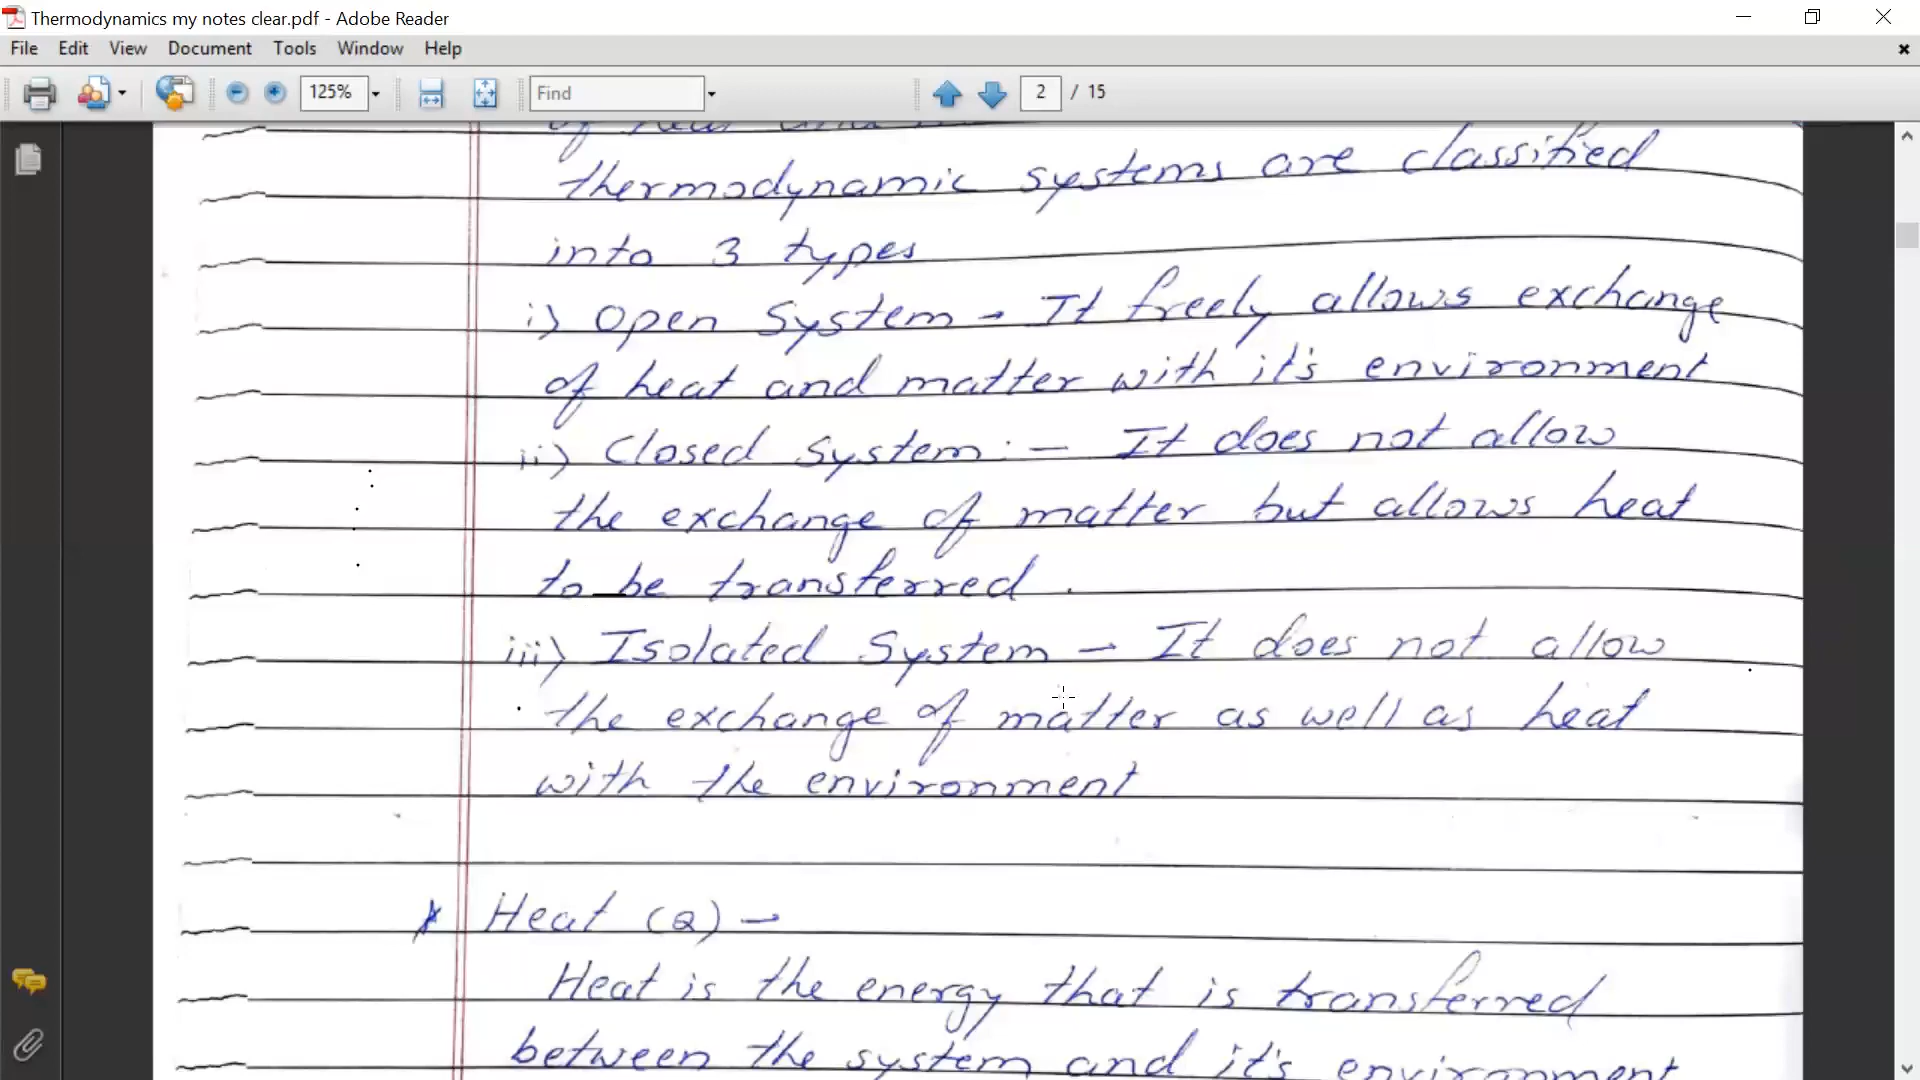 Thermodynamics my notes clear.pdf - Adobe Reader
File Edit View Document Tools Window Help
125% Find 2 / 15
thermodynamic systems are classified
into 3 types
i) Open System - It freely allows exchange
of heat and matter with it's environment
ii) Closed System :- It does not allow
the exchange of matter but allows heat
to be transferred.
iii) Isolated System - It does not allow
the exchange of matter as well as heat
with the environment
* Heat (Q) -
Heat is the energy that is transferred
between the system and it's environment